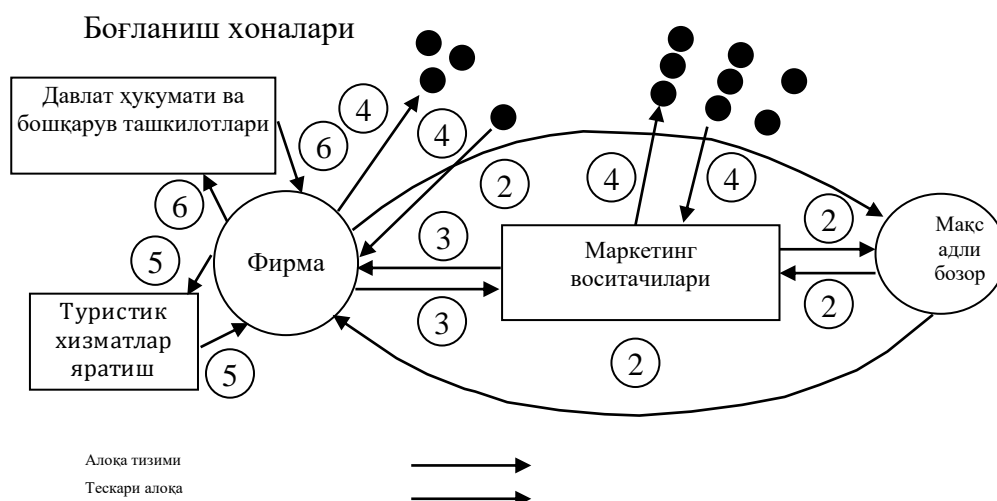 Боғланиш хоналари
Давлат ҳукумати ва
бошқарув ташкилотлари
4
6
4
2
4
4
6
5
3
2
Фирма
Маркетинг
воситачилари
Мақс
адли
бозор
Туристик
хизматлар
яратиш
5
3
2
2
Алоқа тизими
Тескари алоқа